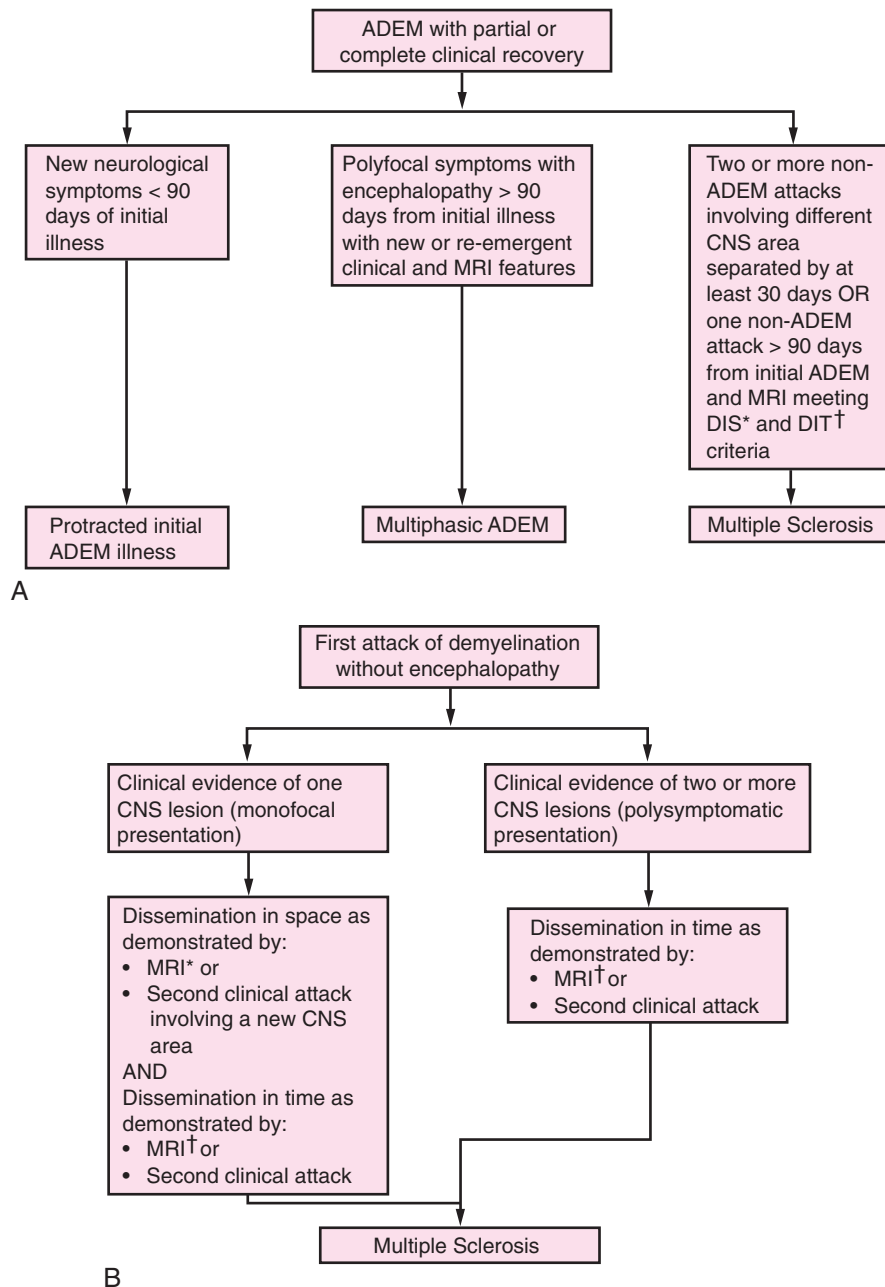 ADEM with partial or
complete clinical recovery
New neurological
symptoms < 90
days of initial
illness
Polyfocal symptoms with
encephalopathy > 90
days from initial illness
with new or re-emergent
clinical and MRI features
Two or more non-
ADEM attacks
involving different
CNS area
separated by at
least 30 days OR
one non-ADEM
attack > 90 days
from initial ADEM
and MRI meeting
DIS* and DIT†
criteria
Protracted initial
ADEM illness
Multiphasic ADEM
Multiple Sclerosis
A
First attack of demyelination
without encephalopathy
Clinical evidence of one
CNS lesion (monofocal
presentation)
Clinical evidence of two or more
CNS lesions (polysymptomatic
presentation)
Dissemination in space as
demonstrated by:
• MRI* or
• Second clinical attack
involving a new CNS
area
AND
Dissemination in time as
demonstrated by:
• MRI† or
• Second clinical attack
Dissemination in time as
demonstrated by:
• MRI† or
• Second clinical attack
Multiple Sclerosis
B